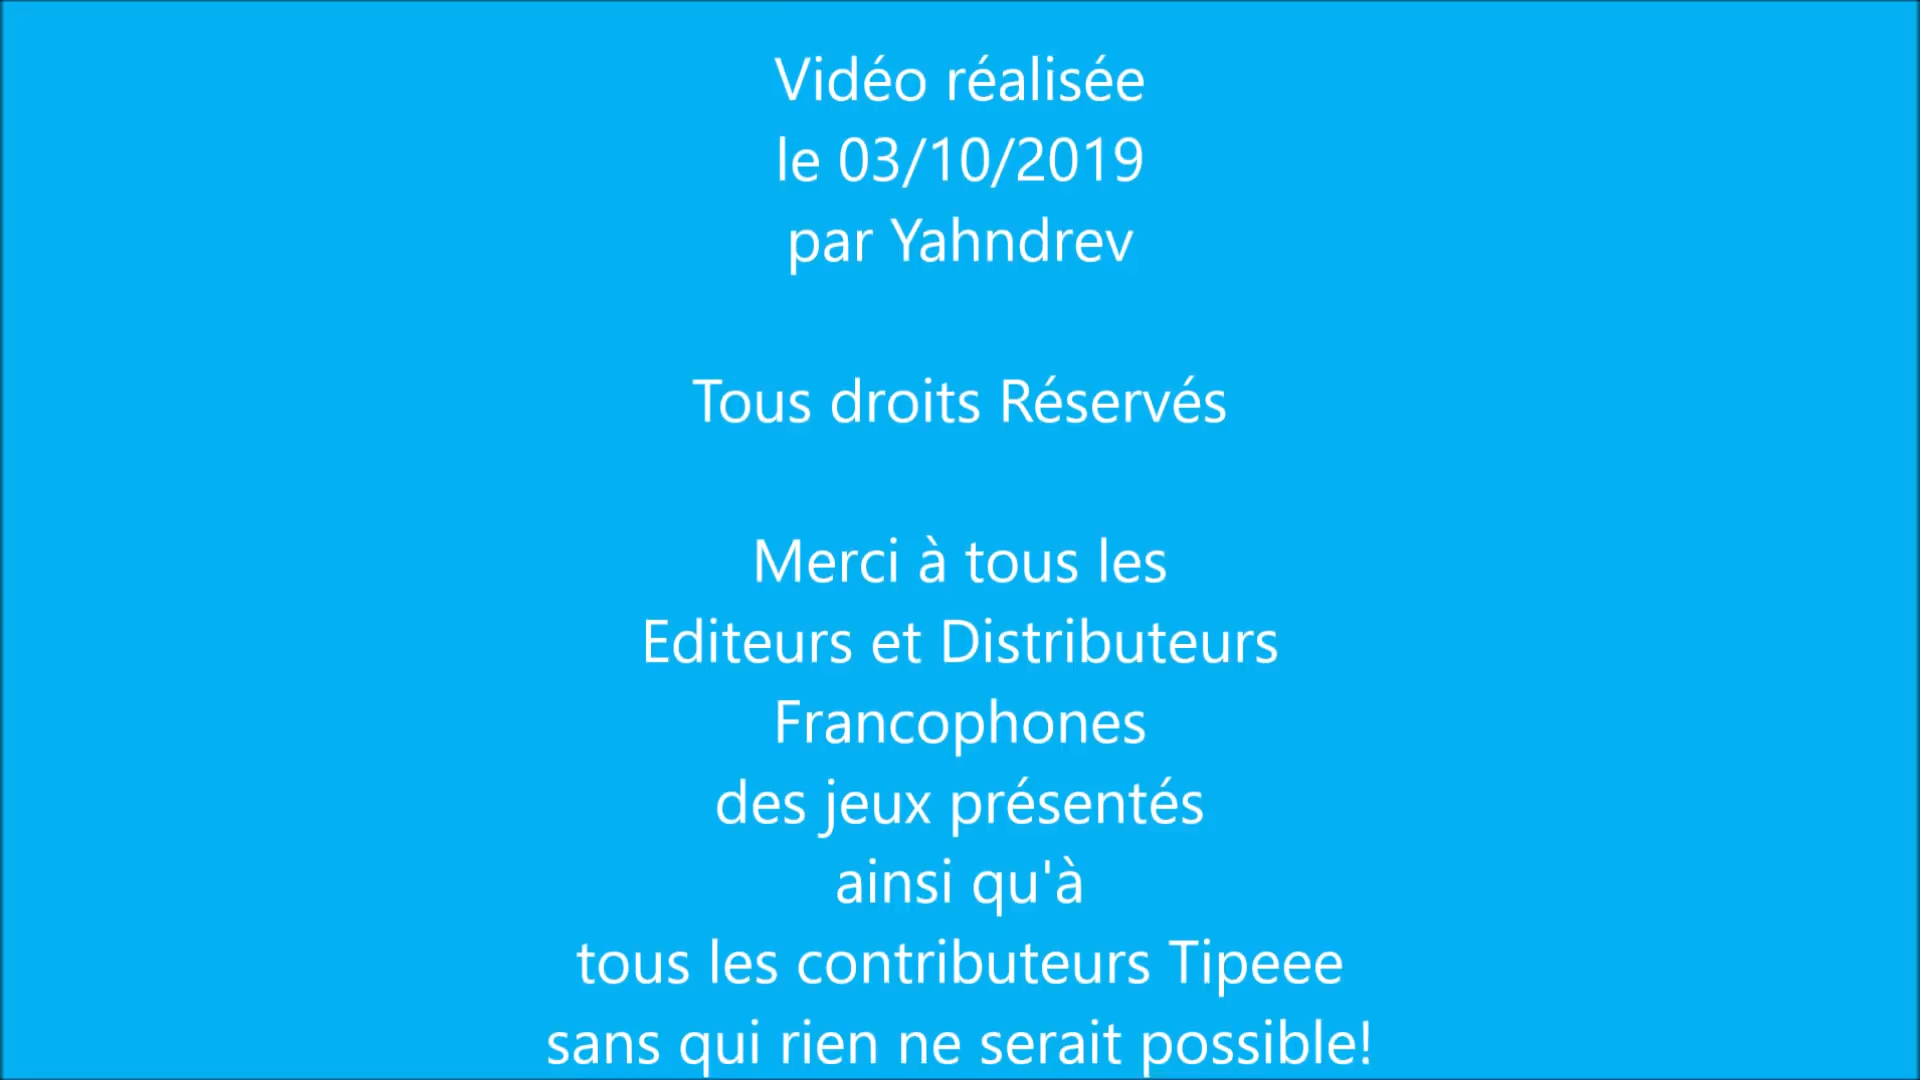 Vidéo réalisée
le 03/10/2019
par Yahndrev
Tous droits Réservés
Merci à tous les
Editeurs et Distributeurs
Francophones
des jeux présentés
ainsi qu'à
tous les contributeurs Tipeee
sans qui rien ne serait possible!